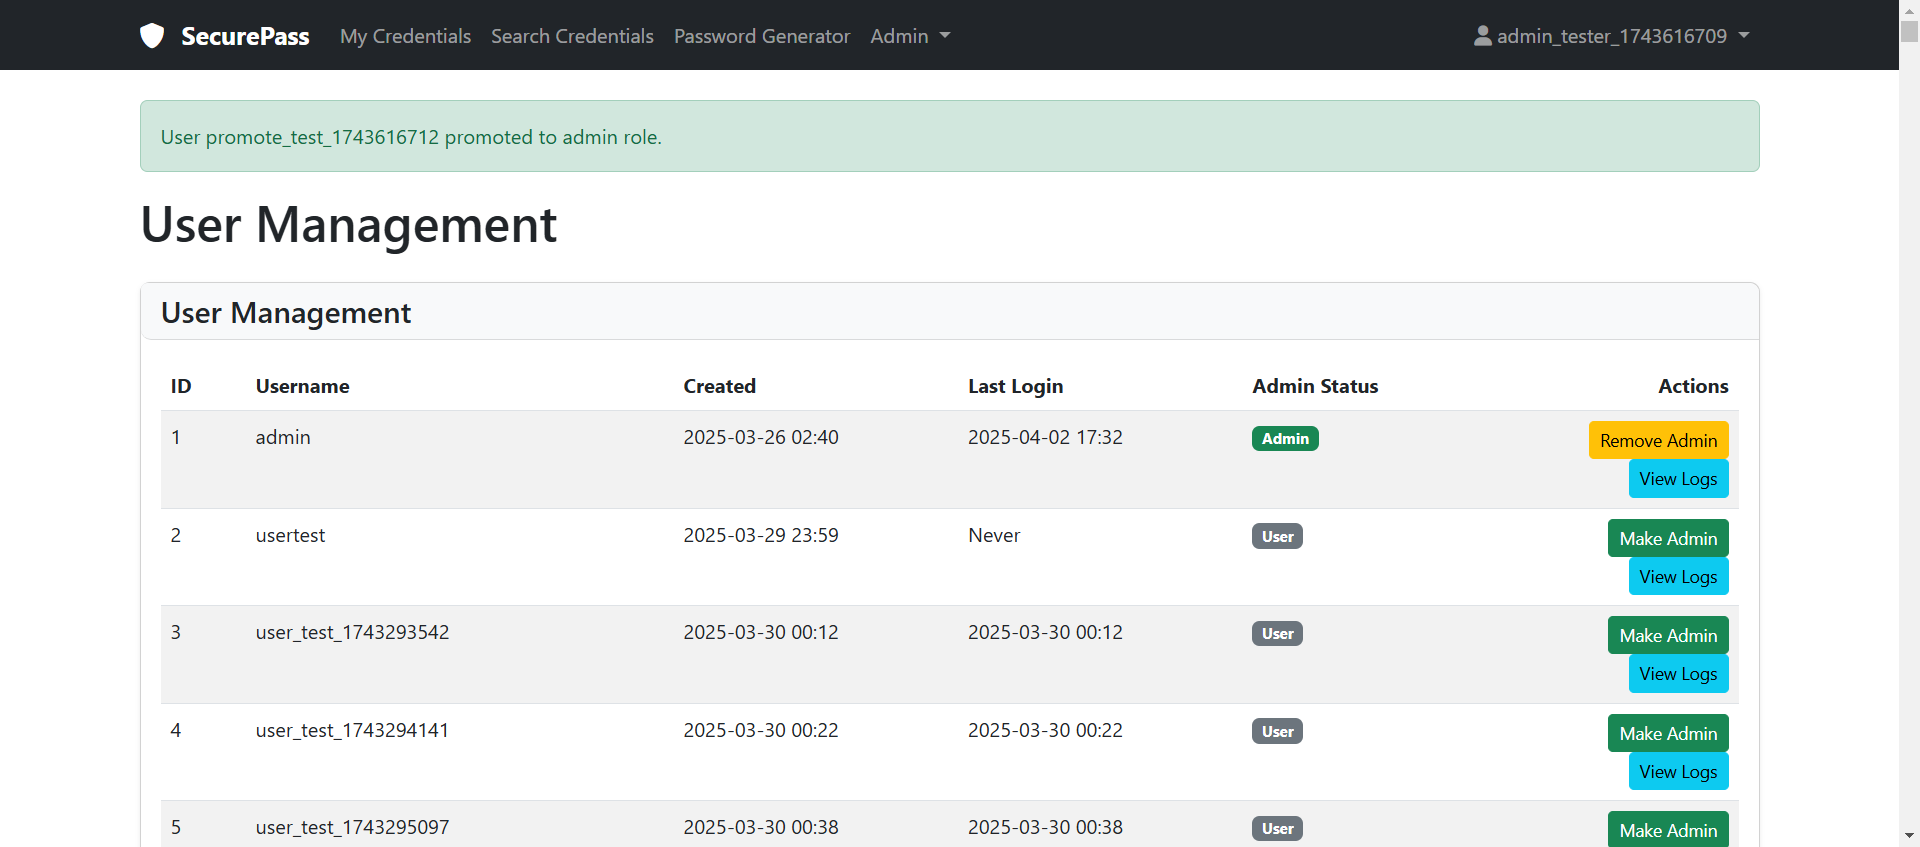 SecurePass My Credentials Search Credentials Password Generator Admin admin_tester_1743616709
User promote_test_1743616712 promoted to admin role.
User Management
User Management
ID Username Created Last Login Admin Status Actions
1 admin 2025-03-26 02:40 2025-04-02 17:32 Admin Remove Admin
View Logs
2 usertest 2025-03-29 23:59 Never User Make Admin
View Logs
3 user_test_1743293542 2025-03-30 00:12 2025-03-30 00:12 User Make Admin
View Logs
4 user_test_1743294141 2025-03-30 00:22 2025-03-30 00:22 User Make Admin
View Logs
5 user_test_1743295097 2025-03-30 00:38 2025-03-30 00:38 User Make Admin